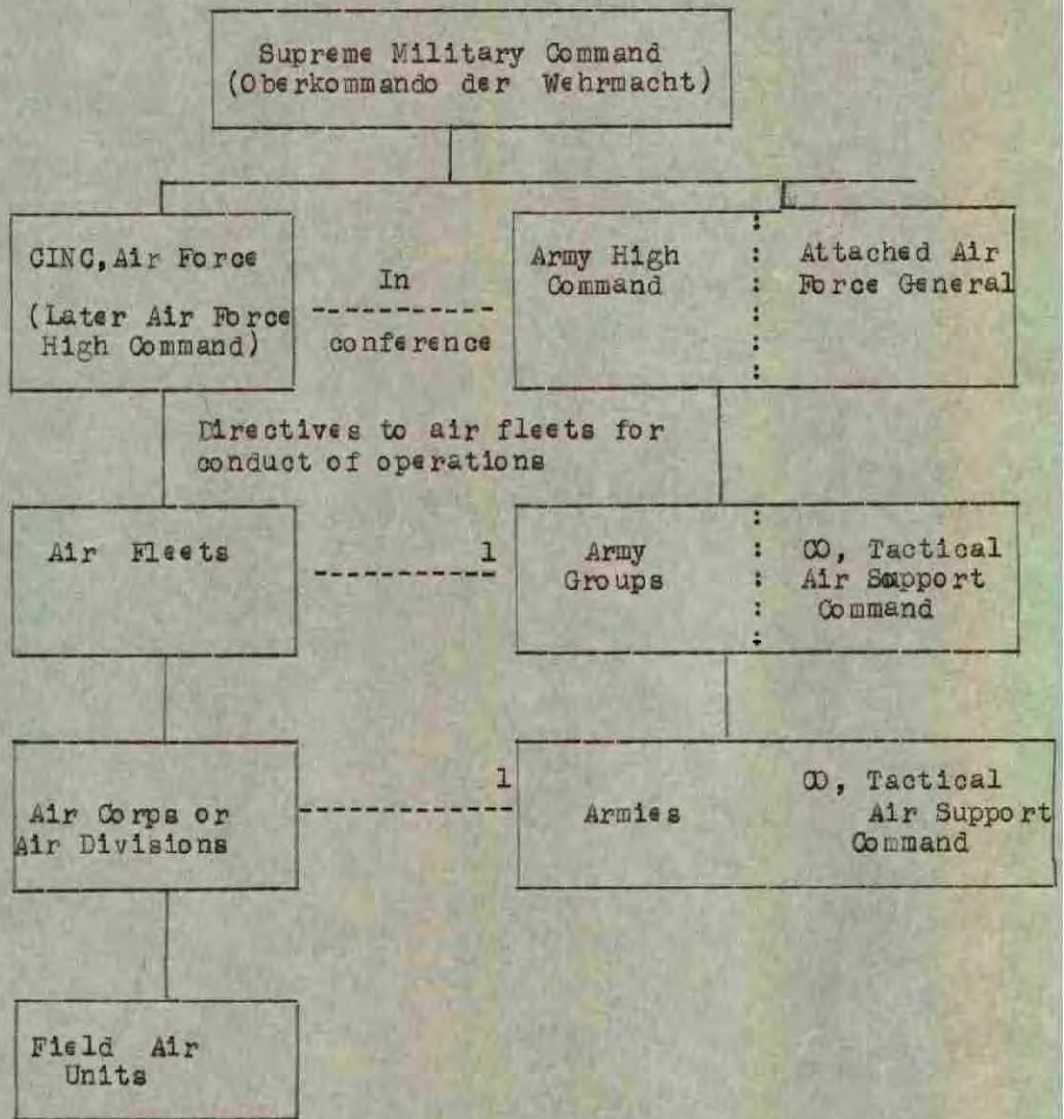 Supreme Military Command
(Oberkommando der Wehrmacht)
CINC, Air Force
(Later Air Force
High Command)
In
conference
Army High
Command
Attached Air
Force General
Directives to air fleets for
conduct of operations
Air Fleets
1
Army
Groups
CO, Tactical
Air Support
Command
Air Corps or
Air Divisions
1
Armies
CO, Tactical
Air Support
Command
Field Air
Units